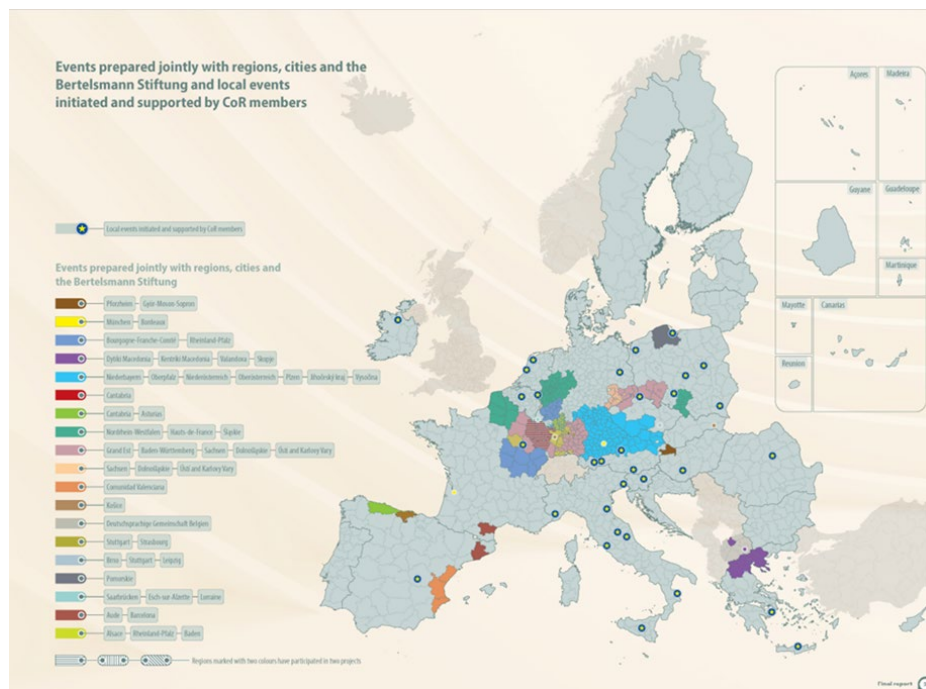 Events prepared jointly with regions, cities and the
Bertelsmann Stiftung and local events
initiated and supported by CoR members
Local events initiated and supported by CoR members
Events prepared jointly with regions, cities and
the Bertelsmann Stiftung
Pforzheim Győr-Moson-Sopron
München Bordeaux
Bourgogne-Franche-Comté Rheinland-Pfalz
Dytiki Macedonia Kentriki Macedonia Valandova Skopje
Niederbayern Oberpfalz Niederösterreich Oberösterreich Plzen Jihočeský kraj Vysočina
Cantabria
Cantabria Asturias
Nordrhein-Westfalen Hauts-de-France Śląskie
Grand Est Baden-Württemberg Sachsen Dolnośląskie Ústí and Karlovy Vary
Sachsen Dolnośląskie Ústí and Karlovy Vary
Comunidad Valenciana
Košice
Deutschsprachige Gemeinschaft Belgien
Stuttgart Strasbourg
Brno Stuttgart Leipzig
Pomorskie
Saarbrücken Esch-sur-Alzette Lorraine
Aude Barcelona
Alsace Rheinland-Pfalz Baden
Regions marked with two colours have participated in two projects
Açores Madeira
Guyane Guadeloupe
Martinique
Mayotte Canarias
Reunion
Final report